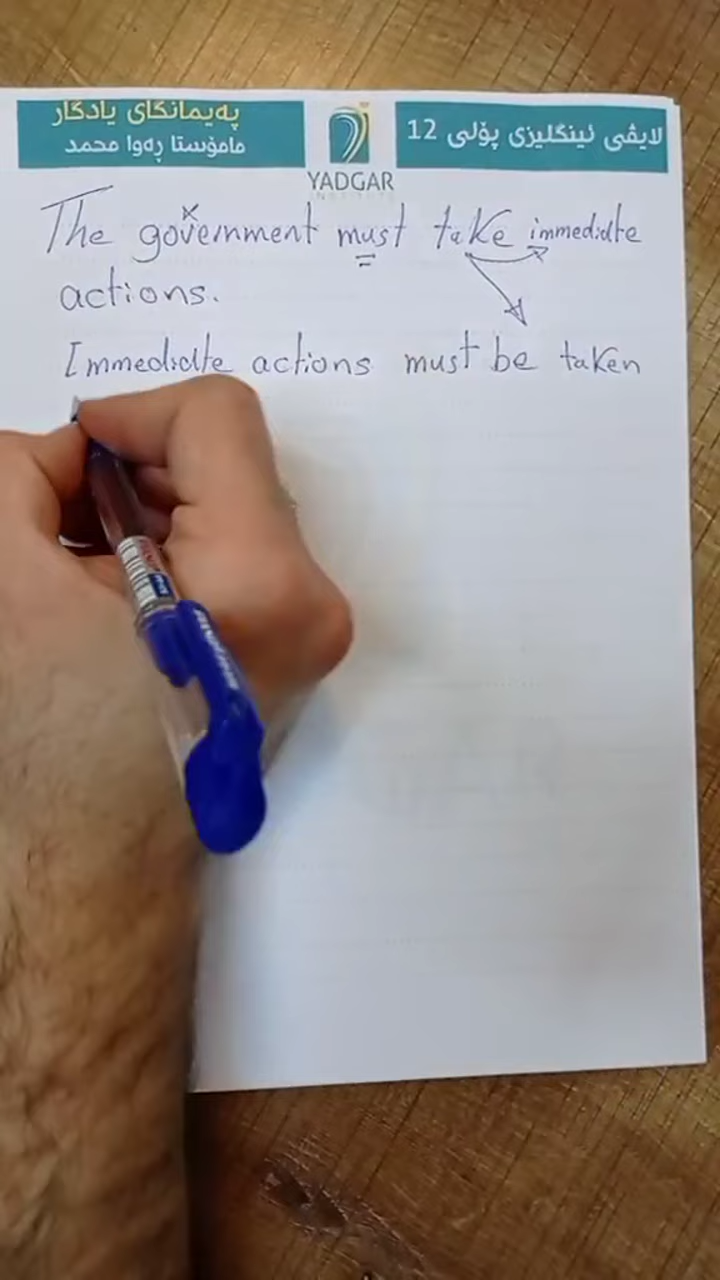 پەیمانگای یادگار
مامۆستا ڕەوا محمد
YADGAR
INSTITUTE
لایڤی ئینگلیزی پۆلی 12
The government must take immediate
actions.
Immediate actions must be taken